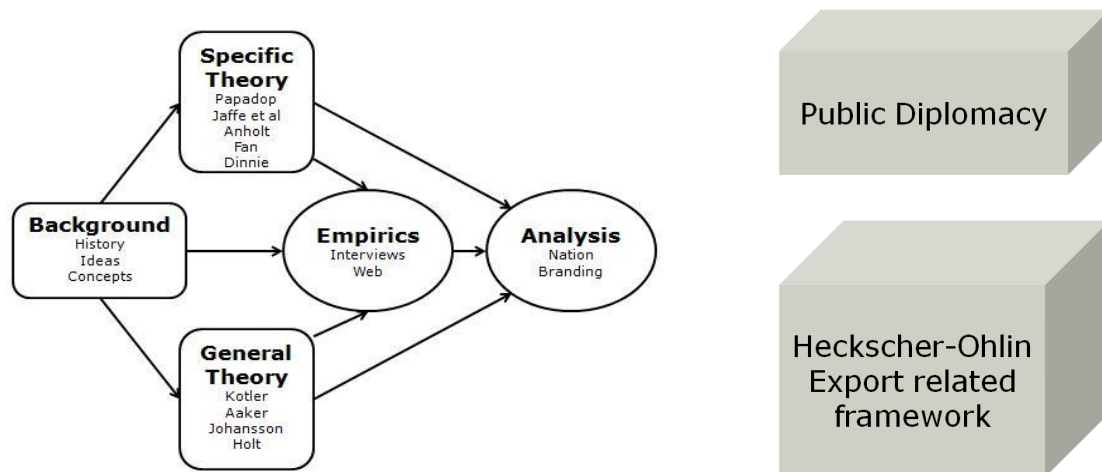 Specific
Theory
Papadop
Jaffe et al
Anholt
Fan
Dinnie
Background
History
Ideas
Concepts
Empirics
Interviews
Web
Analysis
Nation
Branding
General
Theory
Kotler
Aaker
Johansson
Holt
Public Diplomacy
Heckscher-Ohlin
Export related
framework